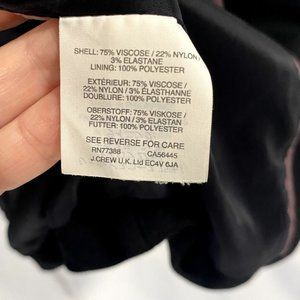 SHELL: 75% VISCOSE / 22% NYLON /
3% ELASTANE
LINING: 100% POLYESTER
EXTÉRIEUR: 75% VISCOSE /
22% NYLON / 3% ÉLASTHANNE
DOUBLURE: 100% POLYESTER
OBERSTOFF: 75% VISKOSE /
22% NYLON / 3% ELASTAN
FUTTER: 100% POLYESTER
SEE REVERSE FOR CARE
RN77388 CA56445
J.CREW U.K. Ltd EC4V 6JA